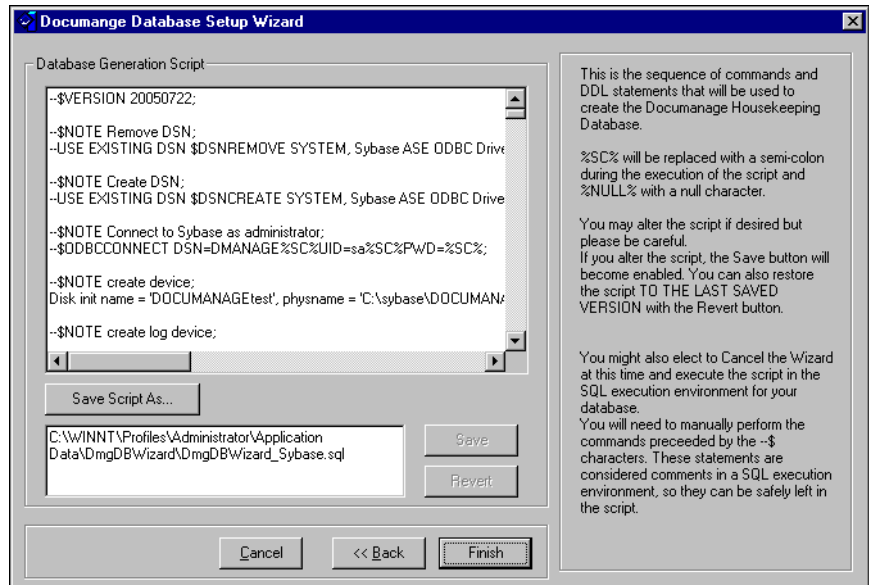 Documange Database Setup Wizard
Database Generation Script
--$VERSION 20050722;
--$NOTE Remove DSN;
--USE EXISTING DSN $DSNREMOVE SYSTEM, Sybase ASE ODBC Drive
--$NOTE Create DSN;
--USE EXISTING DSN $DSNCREATE SYSTEM, Sybase ASE ODBC Drive
--$NOTE Connect to Sybase as administrator;
--$ODBCCONNECT DSN=DMANAGE%SC%UID=sa%SC%PWD=%SC%;
--$NOTE create device;
Disk init name = 'DOCUMANAGEtest', physname = 'C:\sybase\DOCUMANA
--$NOTE create log device;
Save Script As...
C:\WINNT\Profiles\Administrator\Application
Data\DmgDBWizard\DmgDBWizard_Sybase.sql
Save
Revert
Cancel
<< Back
Finish
This is the sequence of commands and
DDL statements that will be used to
create the Documanage Housekeeping
Database.
%SC% will be replaced with a semi-colon
during the execution of the script and
%NULL% with a null character.
You may alter the script if desired but
please be careful.
If you alter the script, the Save button will
become enabled. You can also restore
the script TO THE LAST SAVED
VERSION with the Revert button.
You might also elect to Cancel the Wizard
at this time and execute the script in the
SQL execution environment for your
database.
You will need to manually perform the
commands preceeded by the --$
characters. These statements are
considered comments in a SQL execution
environment, so they can be safely left in
the script.